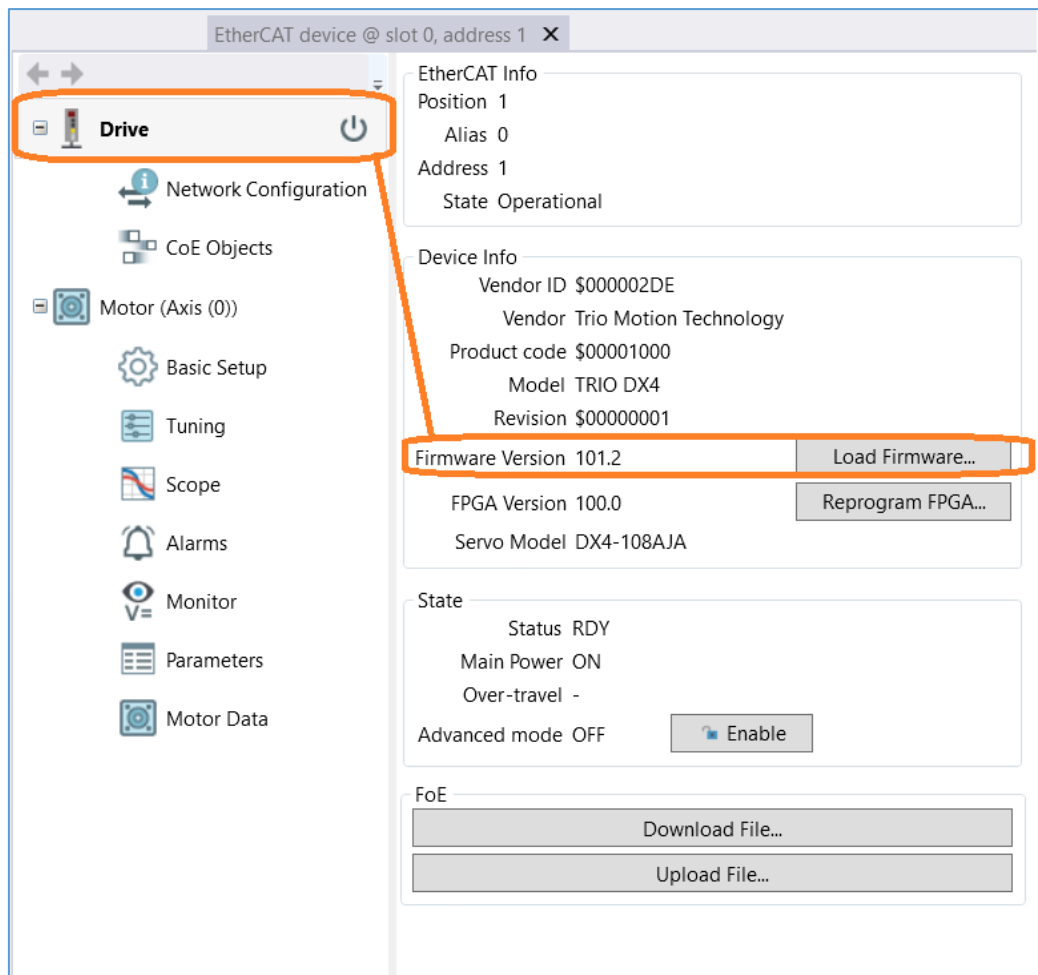 EtherCAT device @ slot 0, address 1 X
Drive
Network Configuration
CoE Objects
Motor (Axis (0))
Basic Setup
Tuning
Scope
Alarms
V= Monitor
Parameters
Motor Data
EtherCAT Info
Position 1
Alias 0
Address 1
State Operational
Device Info
Vendor ID $000002DE
Vendor Trio Motion Technology
Product code $00001000
Model TRIO DX4
Revision $00000001
Firmware Version 101.2 Load Firmware...
FPGA Version 100.0 Reprogram FPGA...
Servo Model DX4-108AJA
State
Status RDY
Main Power ON
Over-travel -
Advanced mode OFF Enable
FoE
Download File...
Upload File...